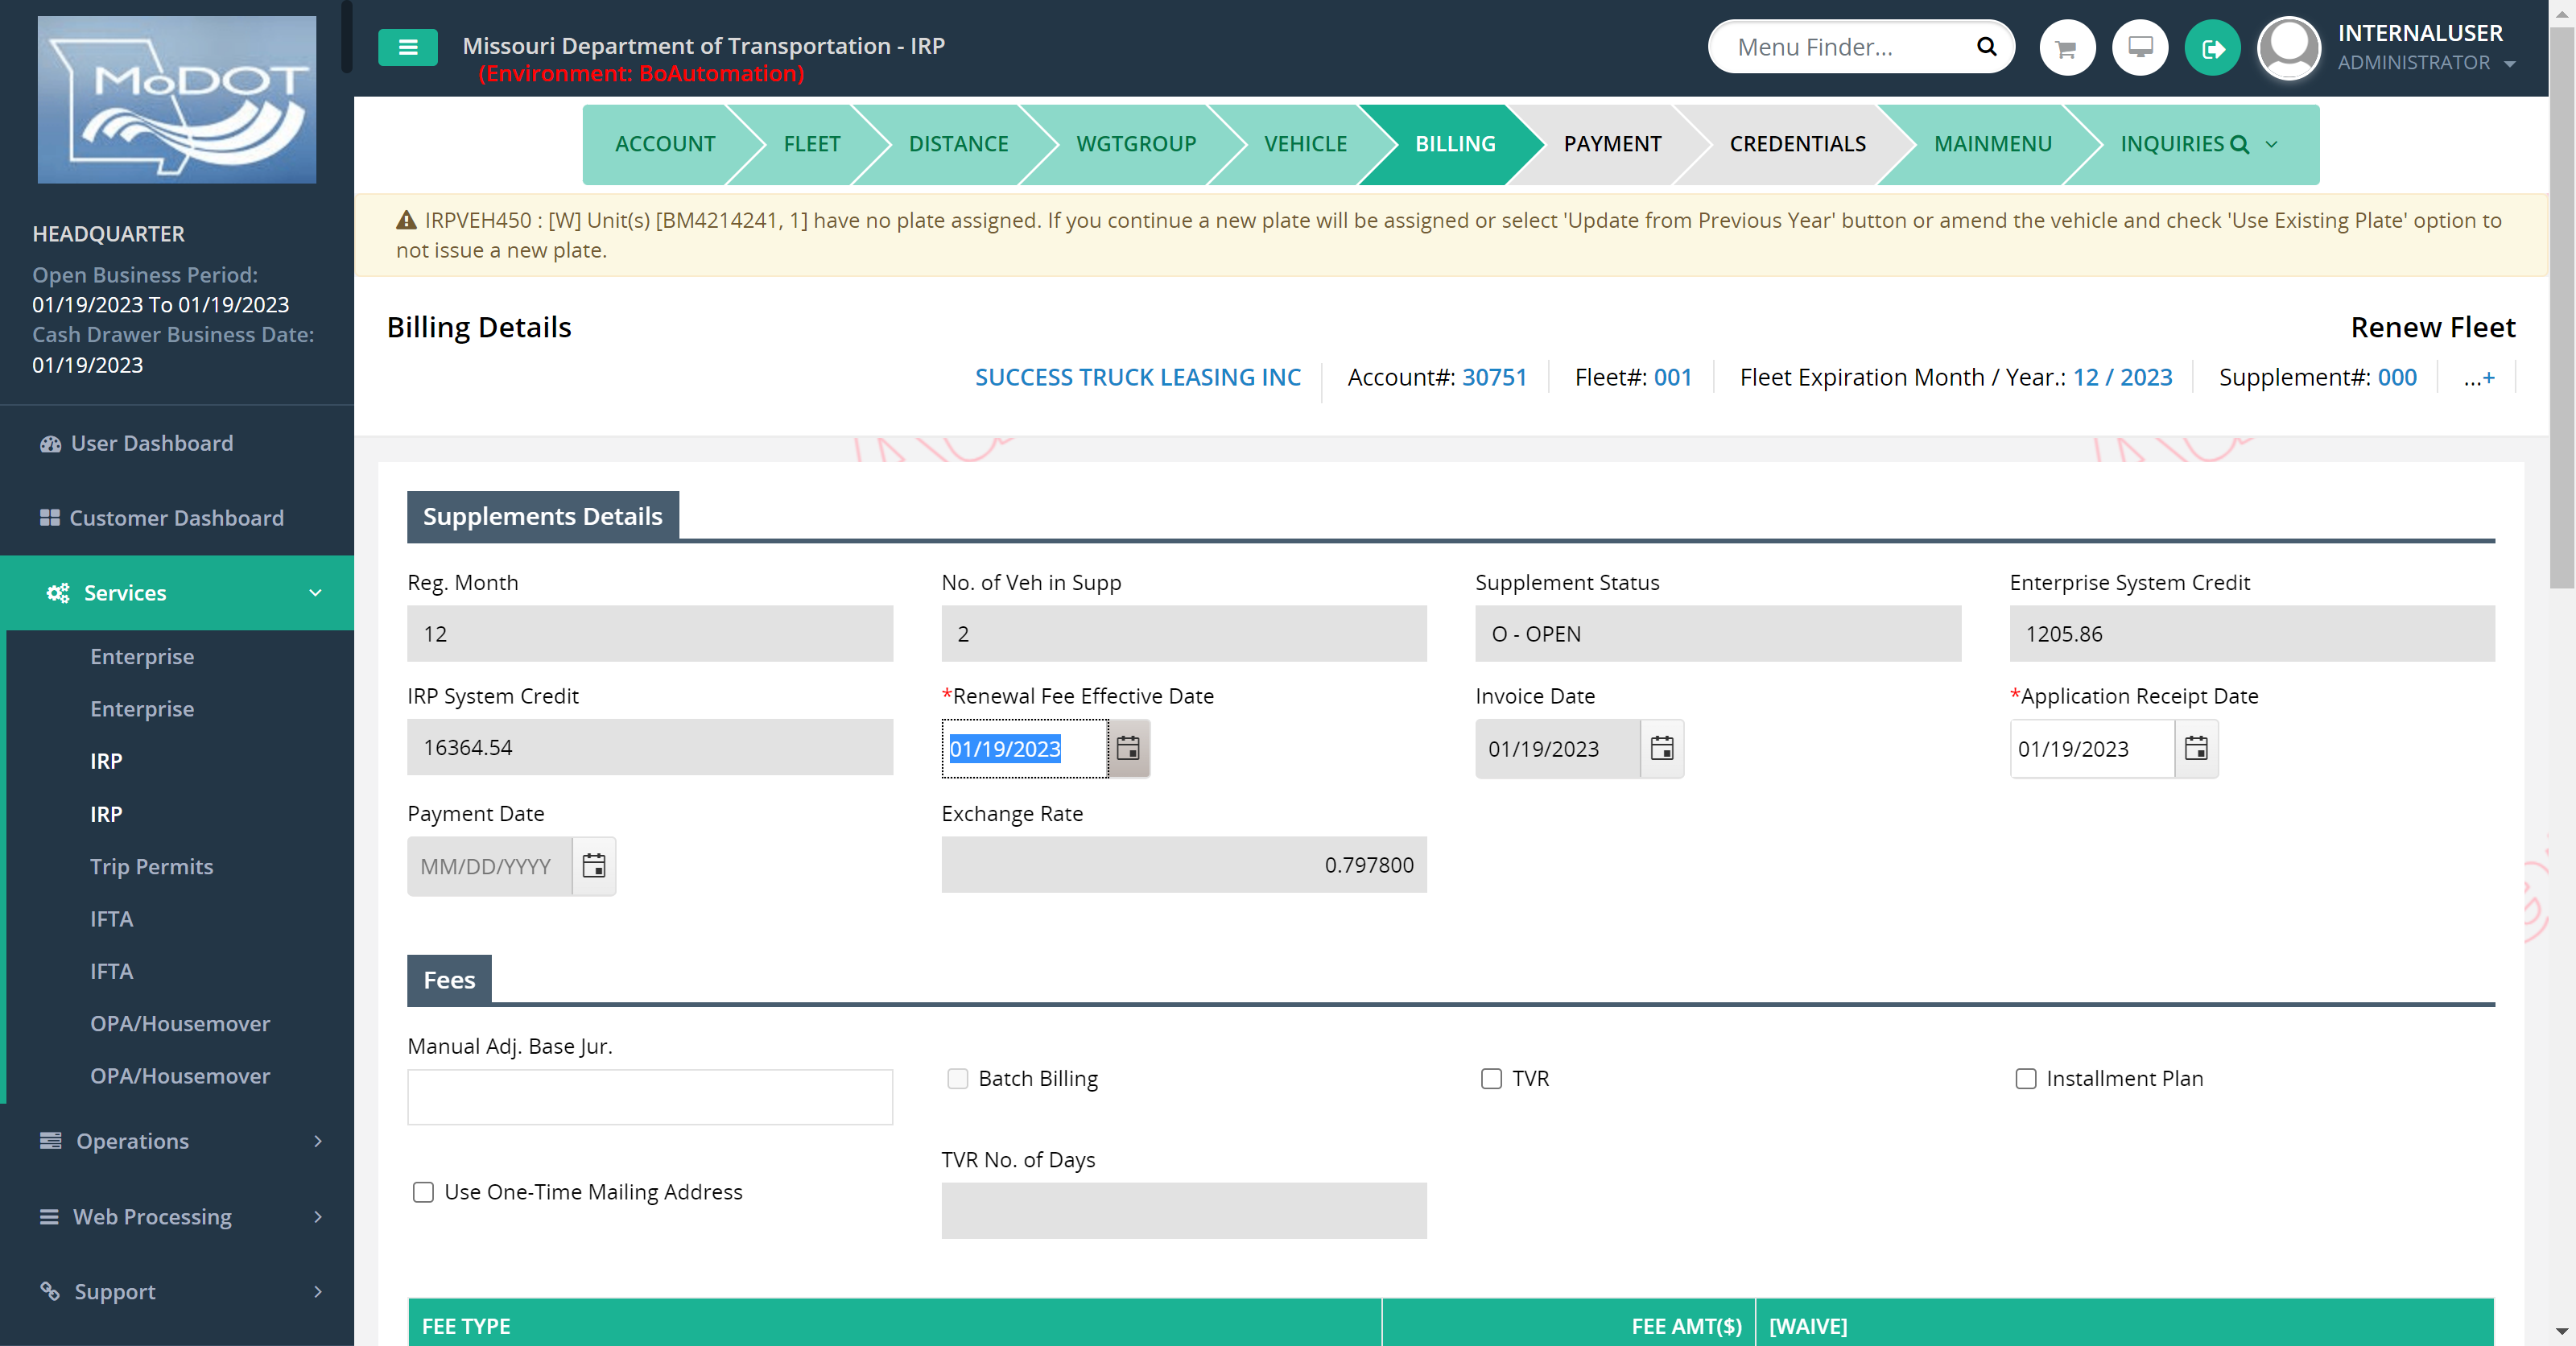 MoDOT
Missouri Department of Transportation - IRP
(Environment: BoAutomation)
Menu Finder...
INTERNALUSER
ADMINISTRATOR
ACCOUNT
FLEET
DISTANCE
WGTGROUP
VEHICLE
BILLING
PAYMENT
CREDENTIALS
MAINMENU
INQUIRIES
HEADQUARTER
Open Business Period:
01/19/2023 To 01/19/2023
Cash Drawer Business Date:
01/19/2023
User Dashboard
Customer Dashboard
Services
Enterprise
Enterprise
IRP
IRP
Trip Permits
IFTA
IFTA
OPA/Housemover
OPA/Housemover
Operations
Web Processing
Support
IRPVEH450 : [W] Unit(s) [BM4214241, 1] have no plate assigned. If you continue a new plate will be assigned or select 'Update from Previous Year' button or amend the vehicle and check 'Use Existing Plate' option to
not issue a new plate.
Billing Details
Renew Fleet
SUCCESS TRUCK LEASING INC
Account#: 30751
Fleet#: 001
Fleet Expiration Month / Year.: 12 / 2023
Supplement#: 000
...+
Supplements Details
Reg. Month
No. of Veh in Supp
Supplement Status
Enterprise System Credit
12
2
O - OPEN
1205.86
IRP System Credit
*Renewal Fee Effective Date
Invoice Date
*Application Receipt Date
16364.54
01/19/2023
01/19/2023
01/19/2023
Payment Date
Exchange Rate
MM/DD/YYYY
0.797800
Fees
Manual Adj. Base Jur.
Batch Billing
TVR
Installment Plan
Use One-Time Mailing Address
TVR No. of Days
FEE TYPE
FEE AMT($)
[WAIVE]